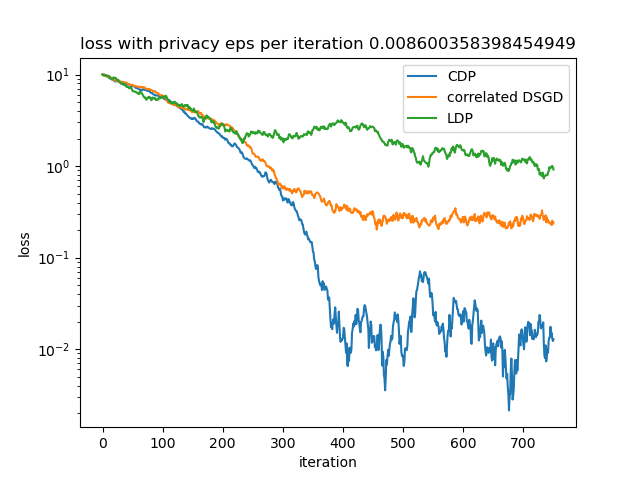 loss with privacy eps per iteration 0.008600358398454949
CDP
correlated DSGD
LDP
10¹
10⁰
10⁻¹
10⁻²
loss
0 100 200 300 400 500 600 700
iteration